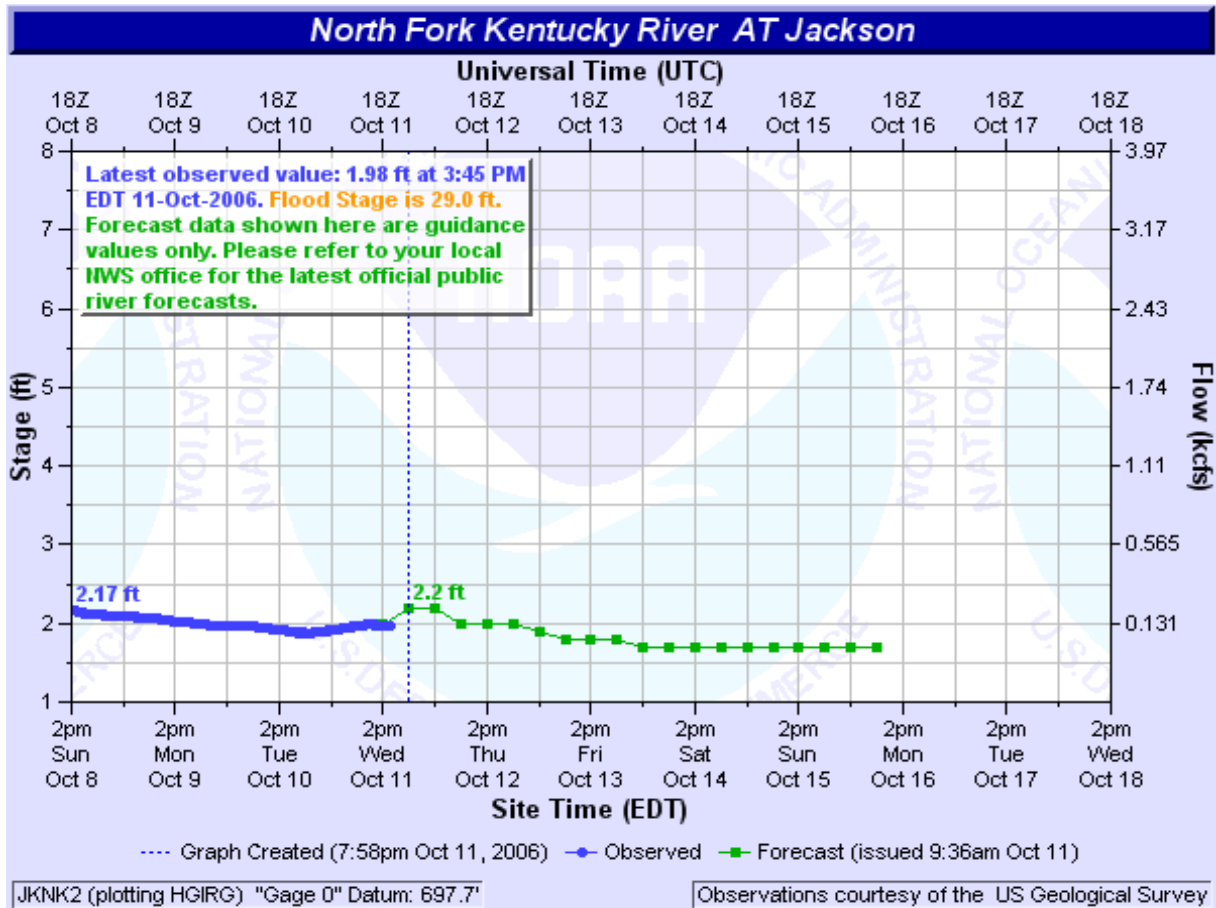 North Fork Kentucky River AT Jackson
Universal Time (UTC)
18Z 18Z 18Z 18Z 18Z 18Z 18Z 18Z 18Z 18Z 18Z
Oct 8 Oct 9 Oct 10 Oct 11 Oct 12 Oct 13 Oct 14 Oct 15 Oct 16 Oct 17 Oct 18
Latest observed value: 1.98 ft at 3:45 PM
EDT 11-Oct-2006. Flood Stage is 29.0 ft.
Forecast data shown here are guidance
values only. Please refer to your local
NWS office for the latest official public
river forecasts.
Stage (ft)
8
7
6
5
4
3
2
1
2.17 ft
2.2 ft
3.97
3.17
2.43
1.74
1.11
0.565
0.131
Flow (kcfs)
NOAA
2pm 2pm 2pm 2pm 2pm 2pm 2pm 2pm 2pm 2pm 2pm
Sun Mon Tue Wed Thu Fri Sat Sun Mon Tue Wed
Oct 8 Oct 9 Oct 10 Oct 11 Oct 12 Oct 13 Oct 14 Oct 15 Oct 16 Oct 17 Oct 18
Site Time (EDT)
Graph Created (7:58pm Oct 11, 2006) Observed Forecast (issued 9:36am Oct 11)
JKNK2 (plotting HGIRG) "Gage 0" Datum: 697.7'
Observations courtesy of the US Geological Survey